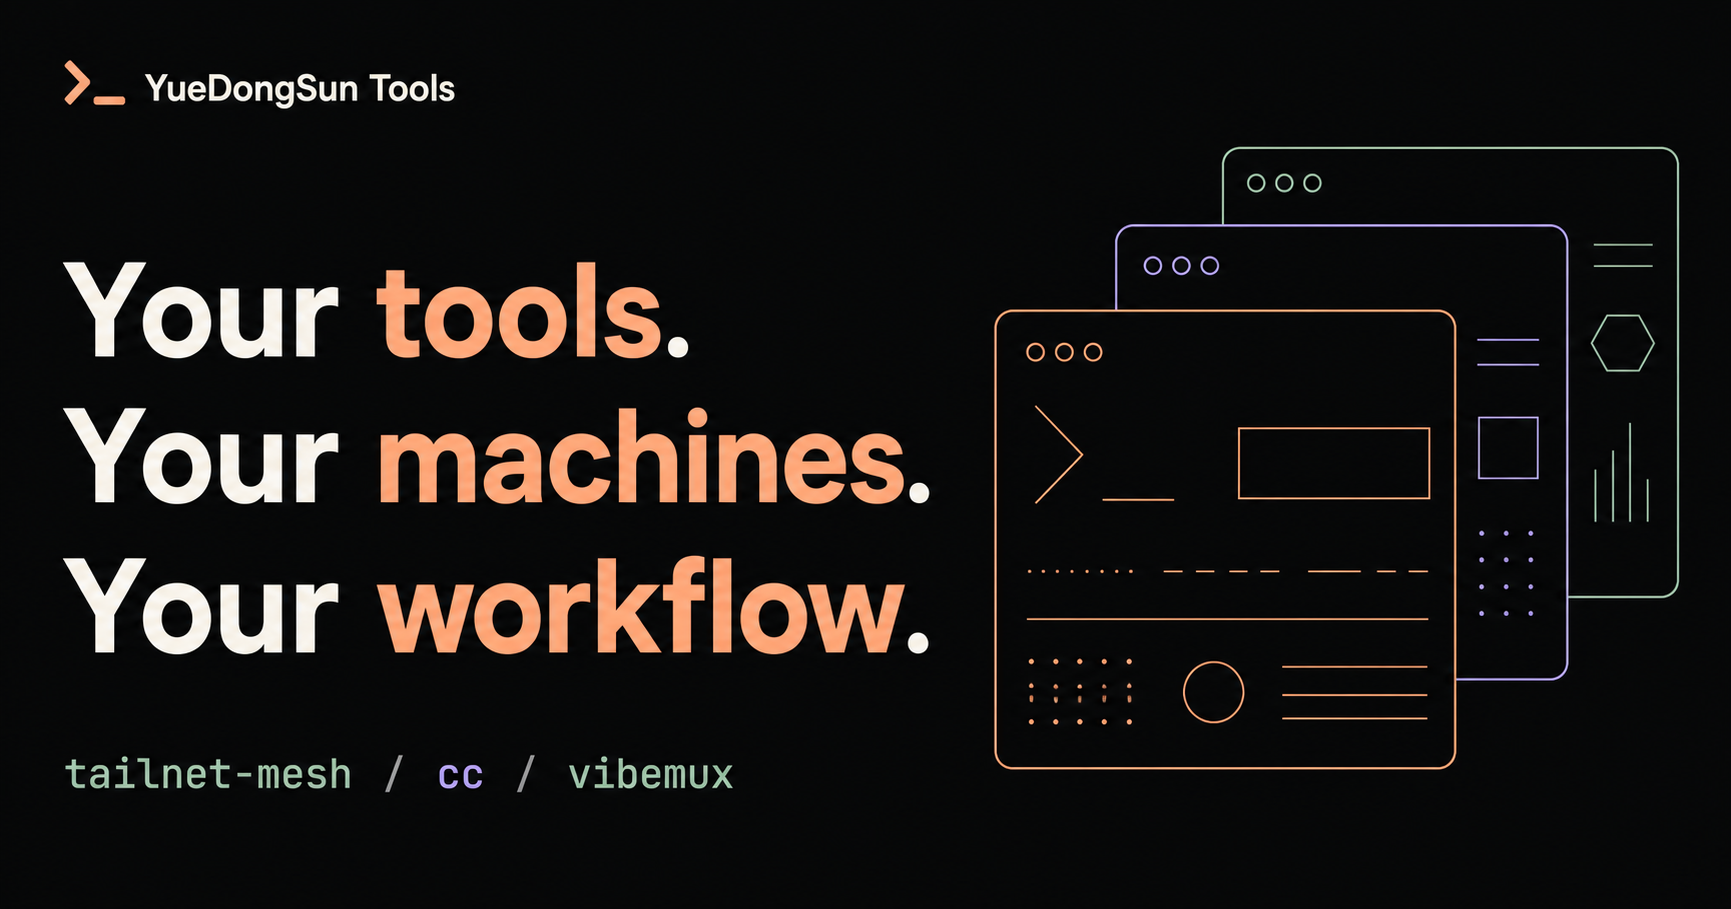 YueDongSun Tools
Your tools.
Your machines.
Your workflow.
tailnet-mesh / cc / vibemux